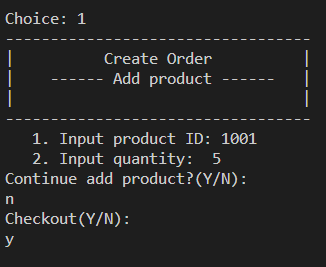 Choice: 1
----------------------------------
|          Create Order          |
|    ------ Add product ------   |
|                                |
----------------------------------
   1. Input product ID: 1001
   2. Input quantity:  5
Continue add product?(Y/N):
n
Checkout(Y/N):
y